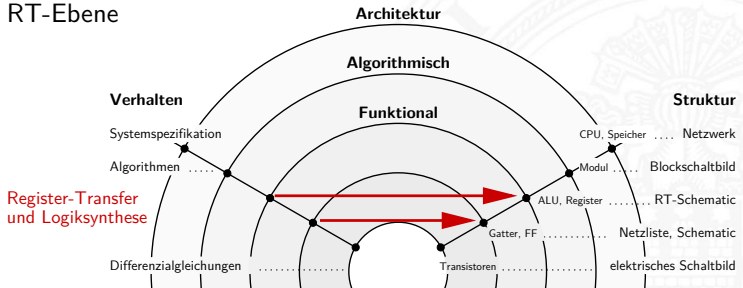 RT-Ebene
Architektur
Algorithmisch
Funktional
Verhalten
Struktur
Systemspezifikation
CPU, Speicher .... Netzwerk
Algorithmen .....
Modul ..... Blockschaltbild
Register-Transfer
und Logiksynthese
ALU, Register ........ RT-Schematic
Gatter, FF ............ Netzliste, Schematic
Differenzialgleichungen ................
Transistoren ................. elektrisches Schaltbild